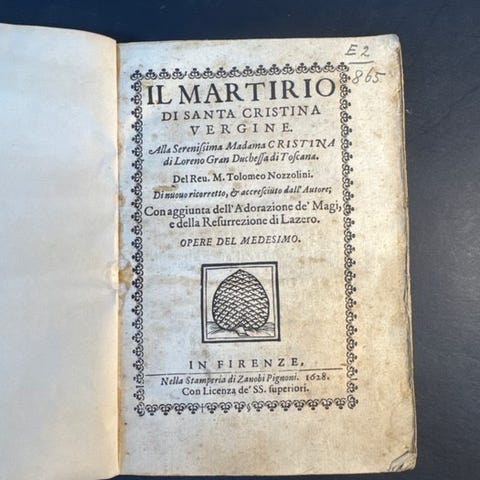 E 2
865
IL MARTIRIO
DI SANTA CRISTINA
VERGINE.
Alla Serenissima Madama CRISTINA
di Loreno Gran Duchessa di Toscana.
Del Reu. M. Tolomeo Nozzolini.
Di nuouo ricorretto, & accresciuto dall'Autore;
Con aggiunta dell'Adorazione de' Magi,
e della Resurrezione di Lazero.
OPERE DEL MEDESIMO.
IN FIRENZE,
Nella Stamperia di Zanobi Pignoni. 1628.
Con Licenza de' SS. superiori.